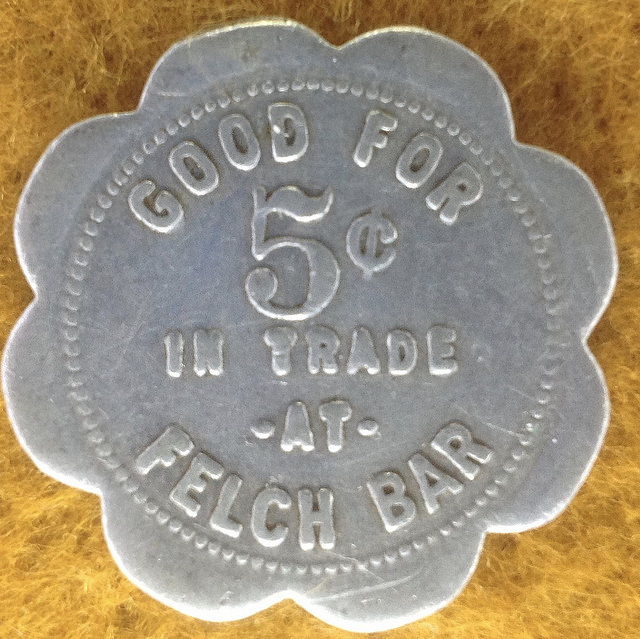 GOOD FOR
5¢
IN TRADE
·AT·
FELCH BAR